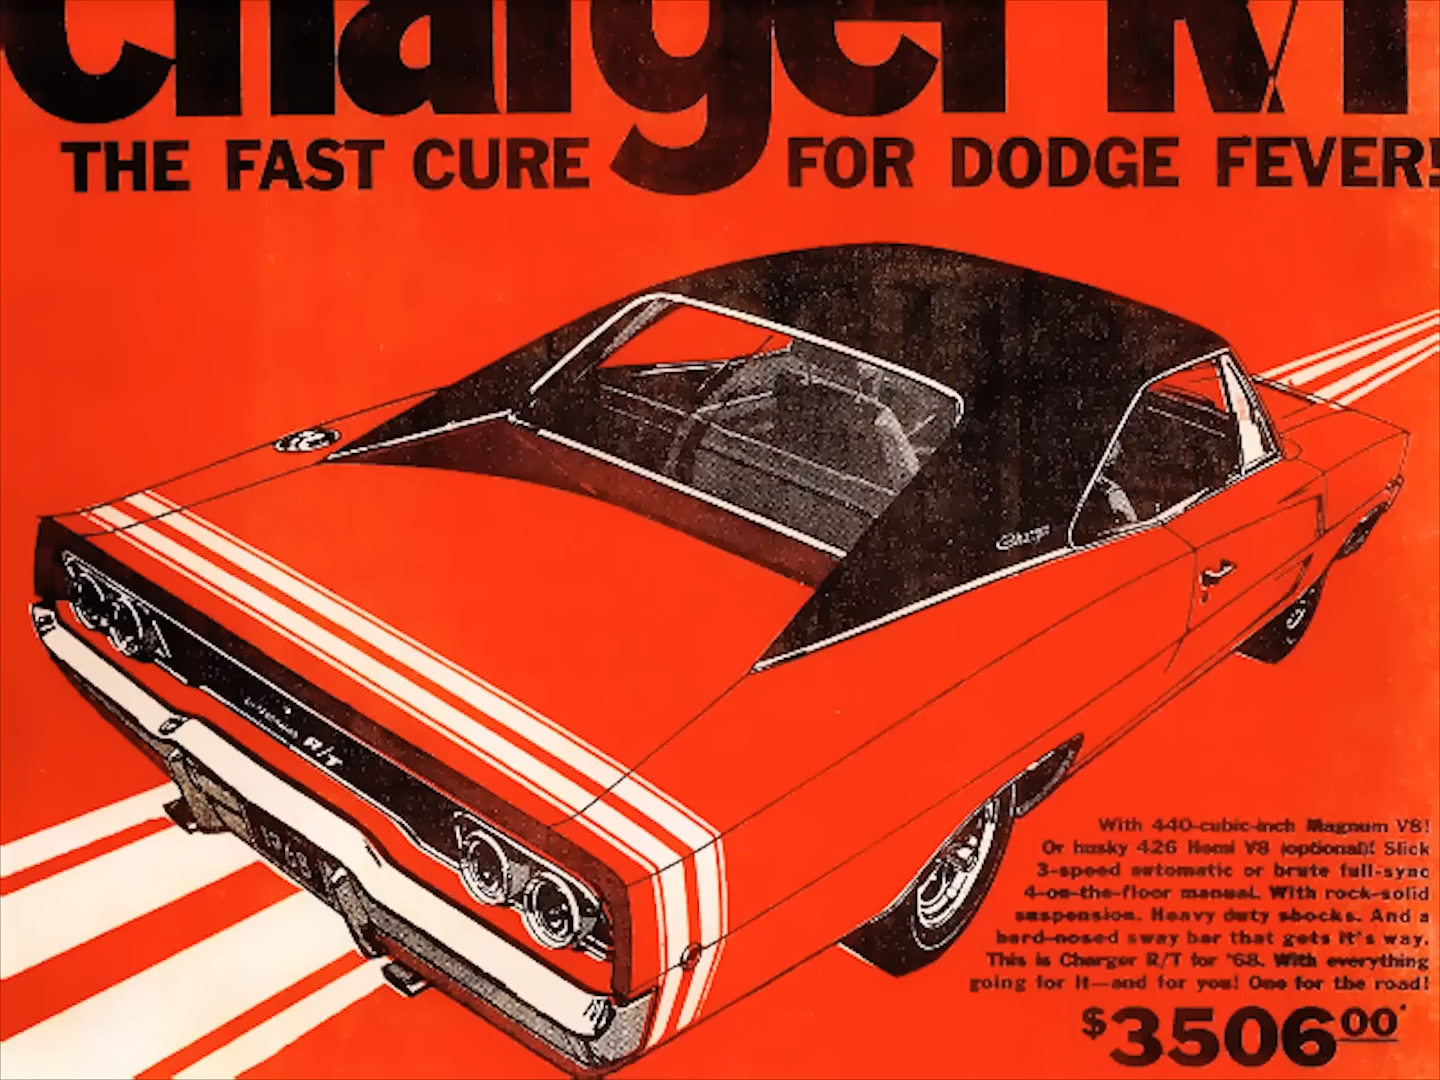 Charger R/T
THE FAST CURE FOR DODGE FEVER!
Charger
R/T
1968
With 440-cubic-inch Magnum V8!
Or husky 426 Hemi V8 (optional)! Slick
3-speed automatic or brute full-sync
4-on-the-floor manual. With rock-solid
suspension. Heavy duty shocks. And a
hard-nosed sway bar that gets it's way.
This is Charger R/T for '68. With everything
going for it—and for you! One for the road!
$350600*